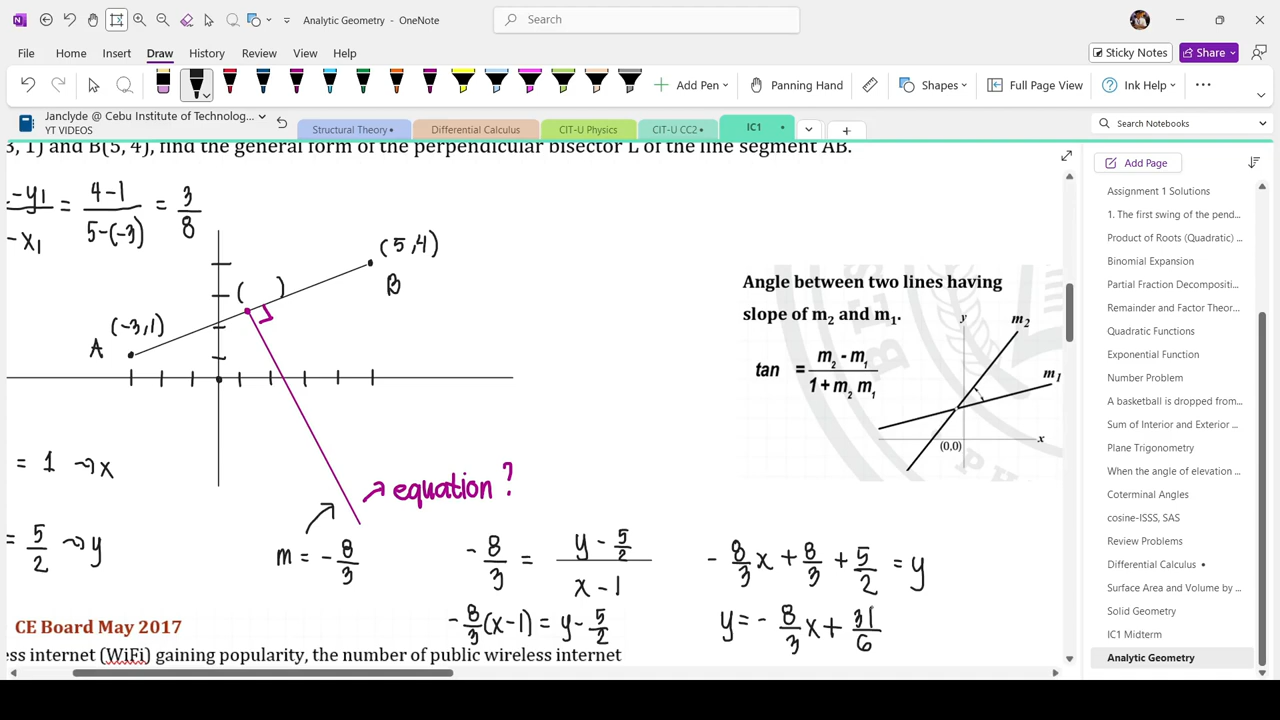 Analytic Geometry - OneNote
Search
File Home Insert Draw History Review View Help
Sticky Notes
Share
Add Pen
Panning Hand
Shapes
Full Page View
Ink Help
Janclyde @ Cebu Institute of Technolog...
YT VIDEOS
Structural Theory
Differential Calculus
CIT-U Physics
CIT-U CC2
IC1
+
Search Notebooks
3, 1) and B(5, 4), find the general form of the perpendicular bisector L of the line segment AB.
-y1 / -x1 = 4-1 / 5-(-3) = 3/8
(5,4)
B
( )
(-3,1)
A
= 1 → x
= 5/2 → y
m = -8/3
→ equation ?
-8/3 = y - 5/2 / x - 1
-8/3(x-1) = y - 5/2
-8/3x + 8/3 + 5/2 = y
y = -8/3x + 31/6
Angle between two lines having
slope of m2 and m1.
tan = m2 - m1 / 1 + m2 m1
y
m2
m1
(0,0)
x
CE Board May 2017
ss internet (WiFi) gaining popularity, the number of public wireless internet
Add Page
Assignment 1 Solutions
1. The first swing of the pend...
Product of Roots (Quadratic) ...
Binomial Expansion
Partial Fraction Decompositi...
Remainder and Factor Theor...
Quadratic Functions
Exponential Function
Number Problem
A basketball is dropped from...
Sum of Interior and Exterior ...
Plane Trigonometry
When the angle of elevation ...
Coterminal Angles
cosine-ISSS, SAS
Review Problems
Differential Calculus
Surface Area and Volume by ...
Solid Geometry
IC1 Midterm
Analytic Geometry